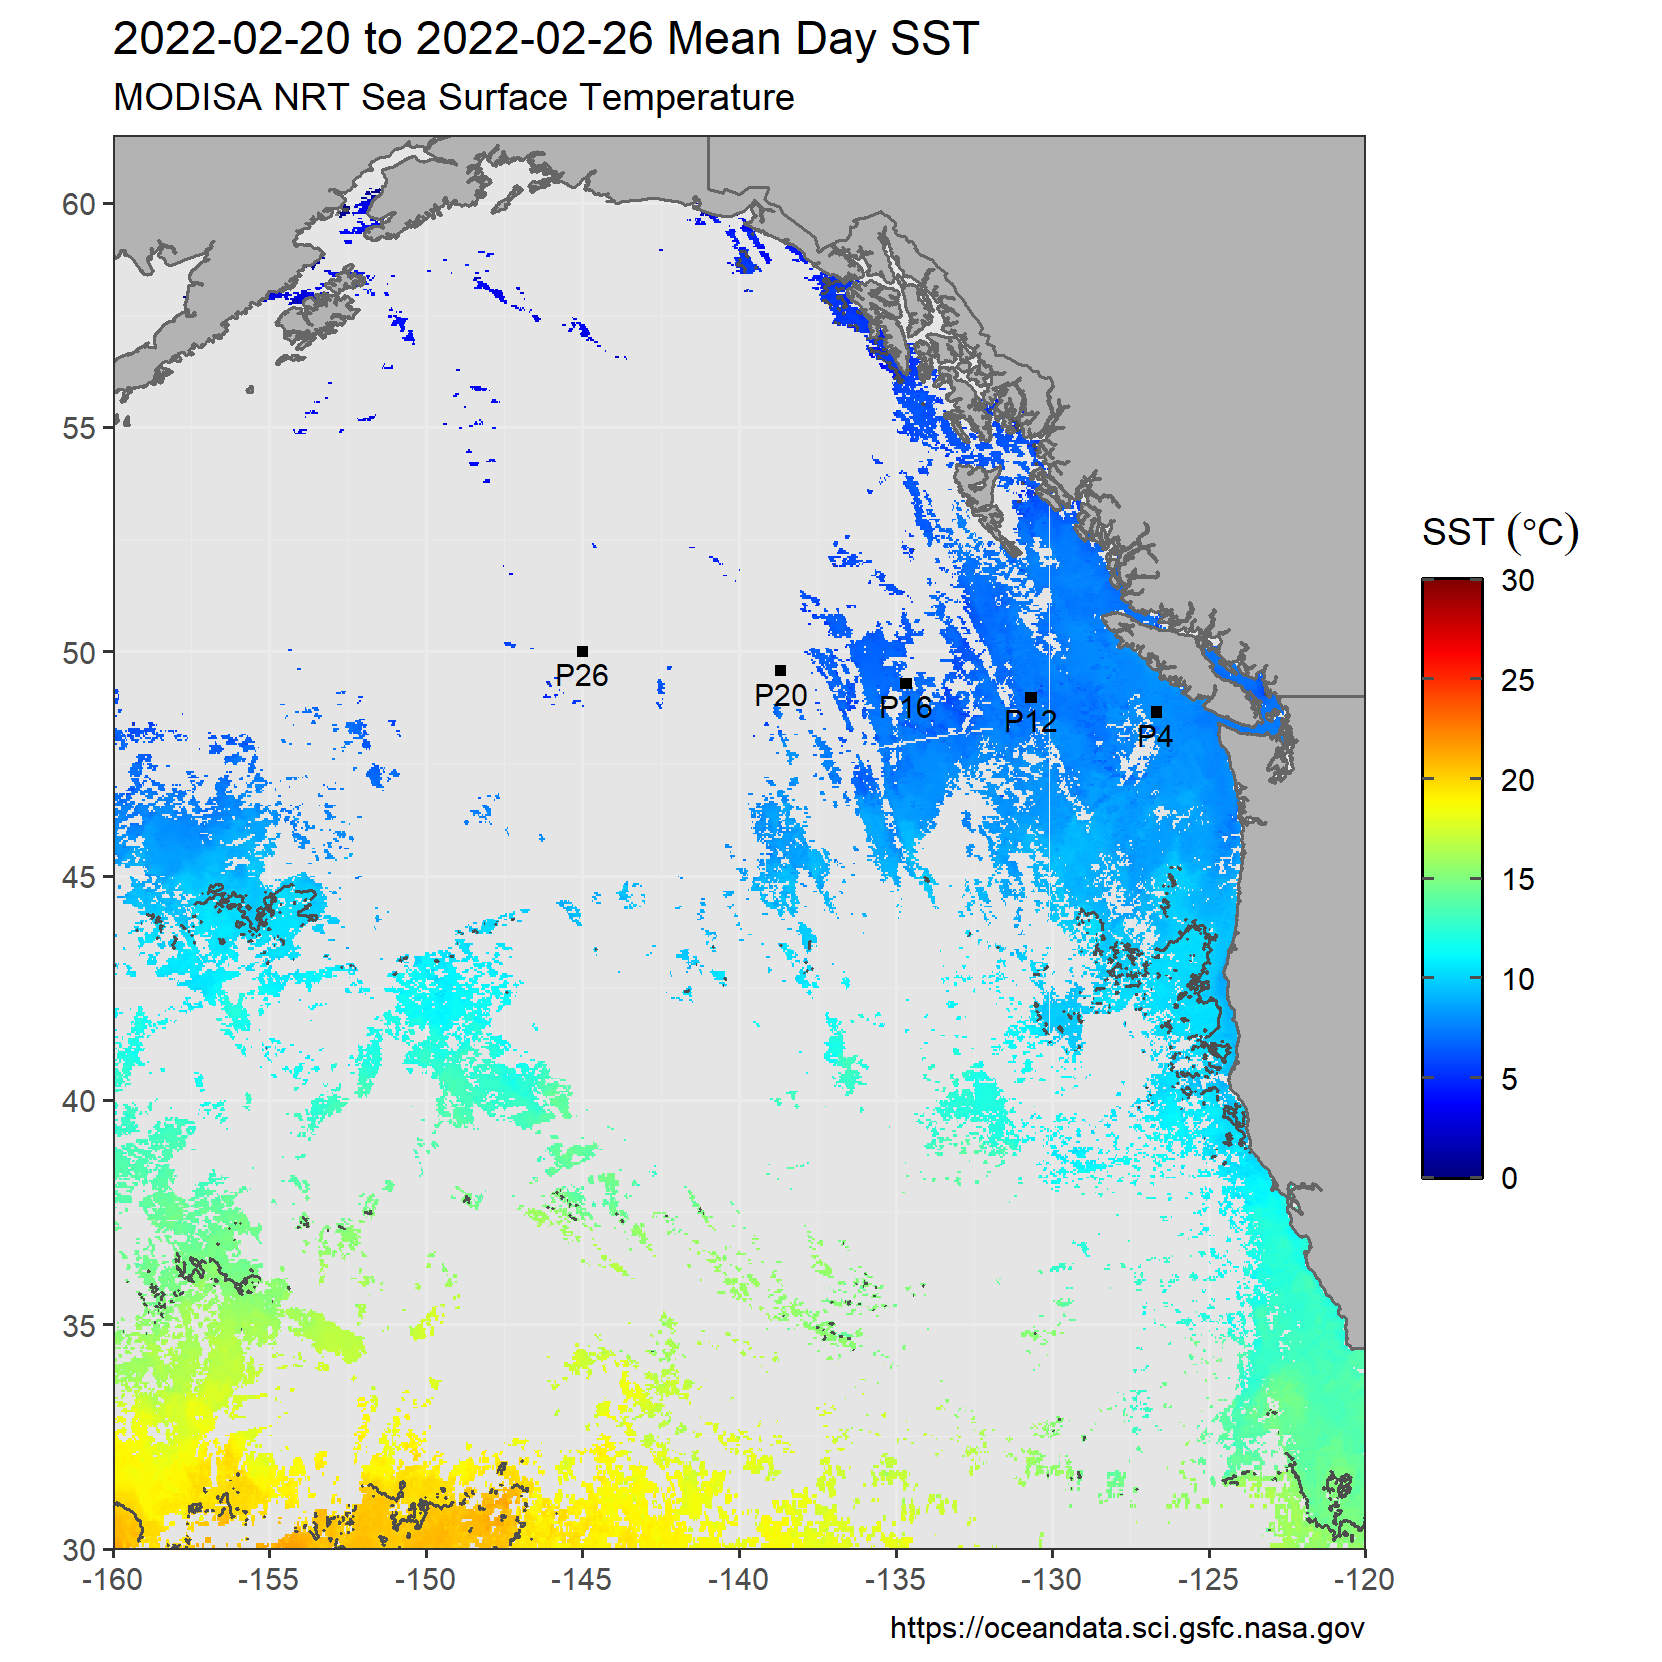 2022-02-20 to 2022-02-26 Mean Day SST
MODISA NRT Sea Surface Temperature
60
55
50
45
40
35
30
P26
P20
P16
P12
P4
-160
-155
-150
-145
-140
-135
-130
-125
-120
SST (°C)
30
25
20
15
10
5
0
https://oceandata.sci.gsfc.nasa.gov